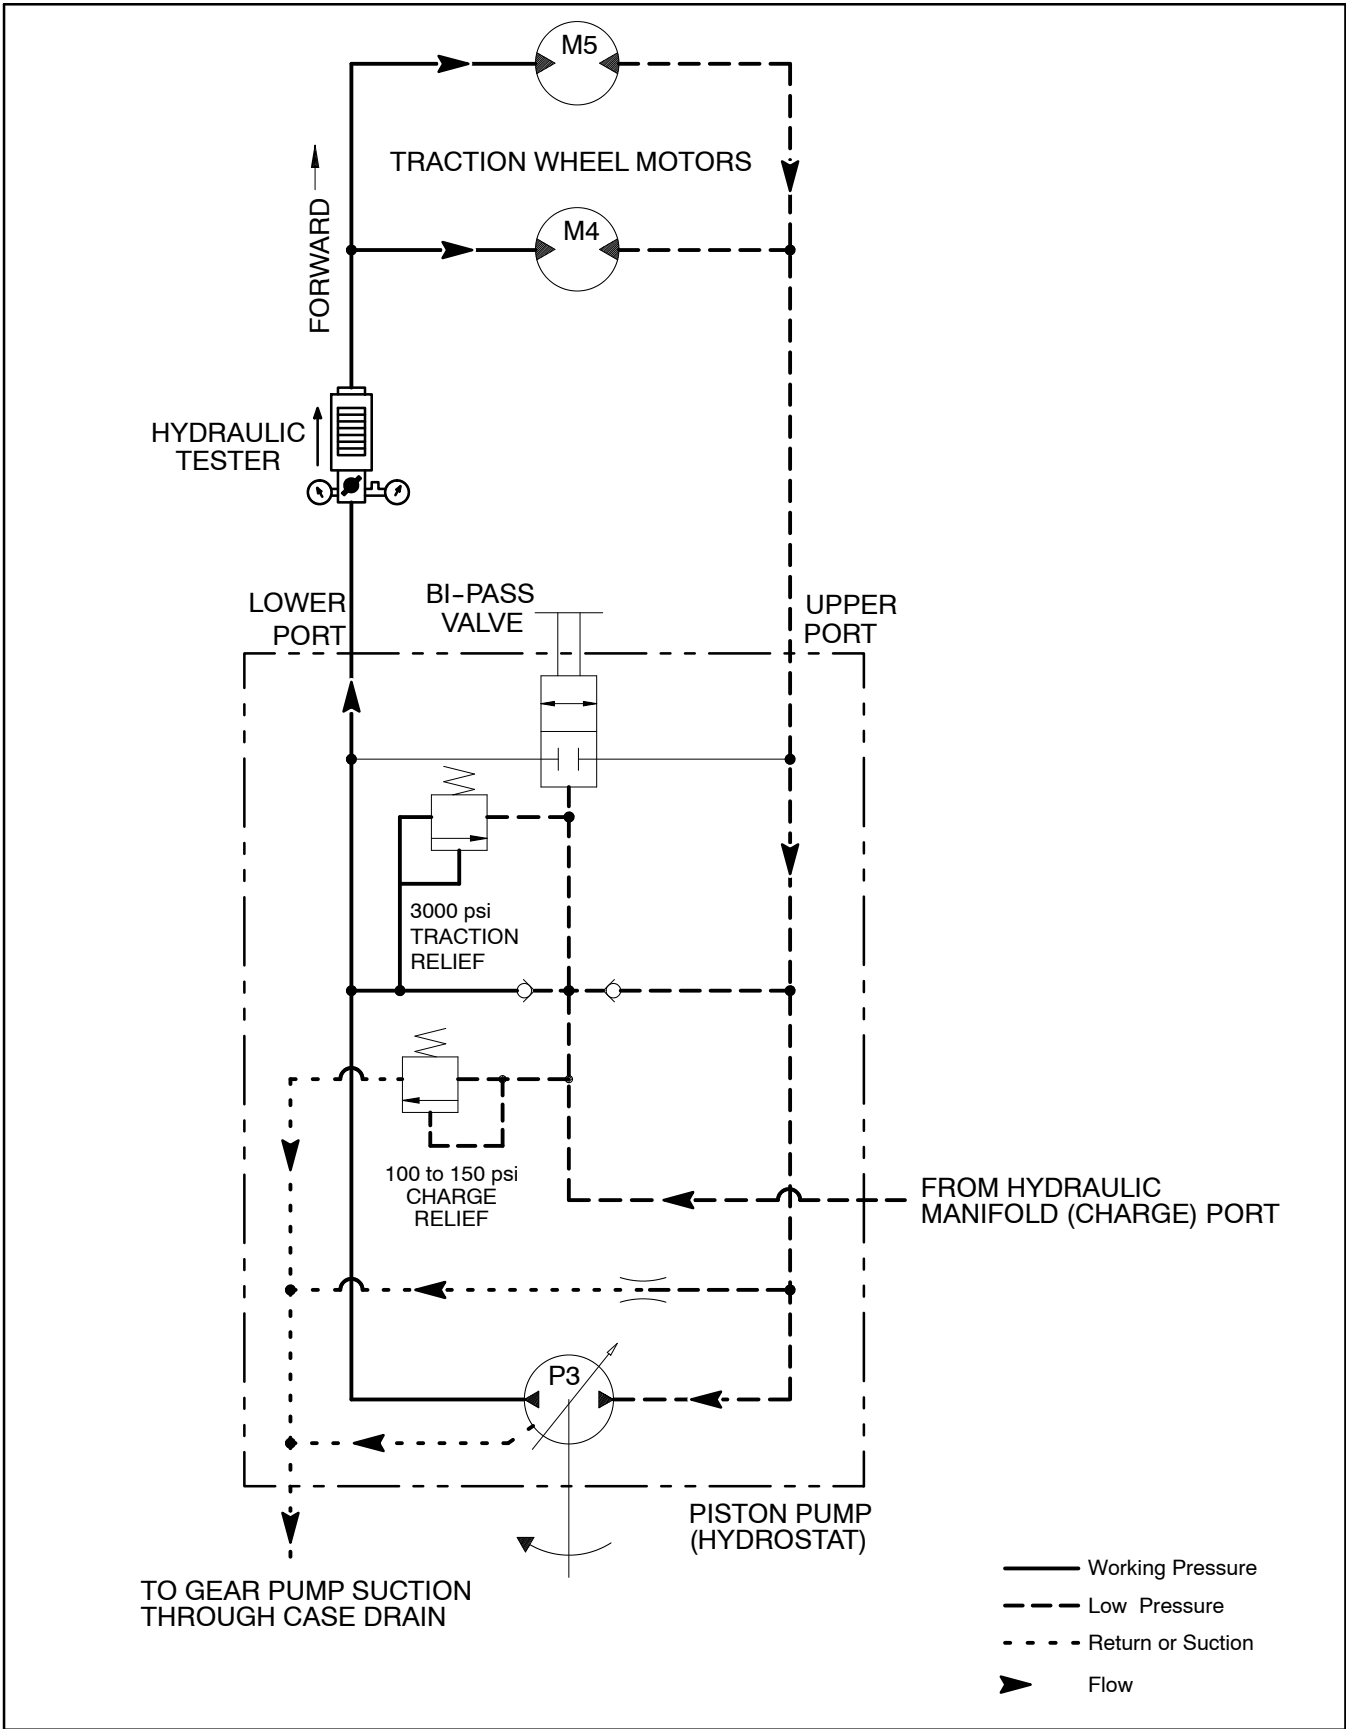 M5
TRACTION WHEEL MOTORS
M4
FORWARD
HYDRAULIC
TESTER
LOWER
PORT
BI-PASS
VALVE
UPPER
PORT
3000 psi
TRACTION
RELIEF
100 to 150 psi
CHARGE
RELIEF
FROM HYDRAULIC
MANIFOLD (CHARGE) PORT
P3
PISTON PUMP
(HYDROSTAT)
TO GEAR PUMP SUCTION
THROUGH CASE DRAIN
Working Pressure
Low Pressure
Return or Suction
Flow